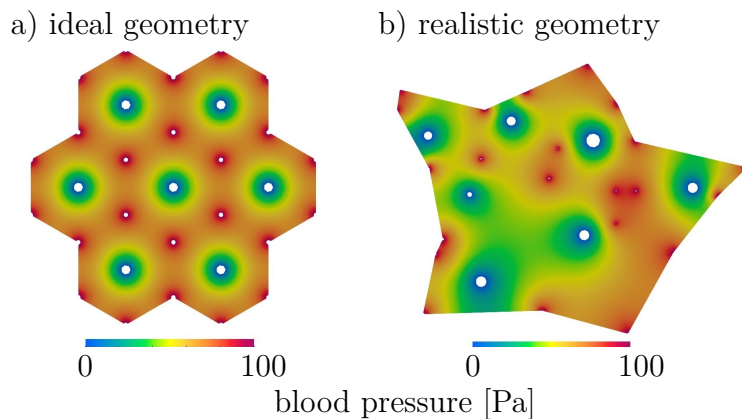 a) ideal geometry
b) realistic geometry
0 100
0 100
blood pressure [Pa]